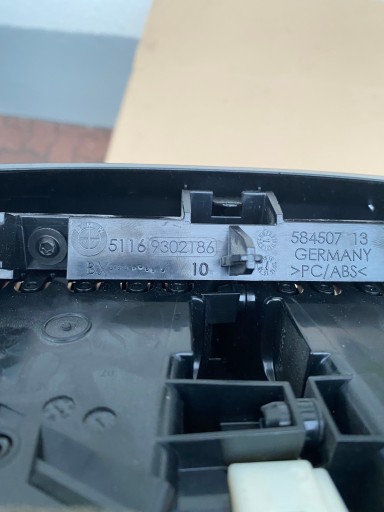 5116 9302786
10
584507 13
GERMANY
>PC/ABS<